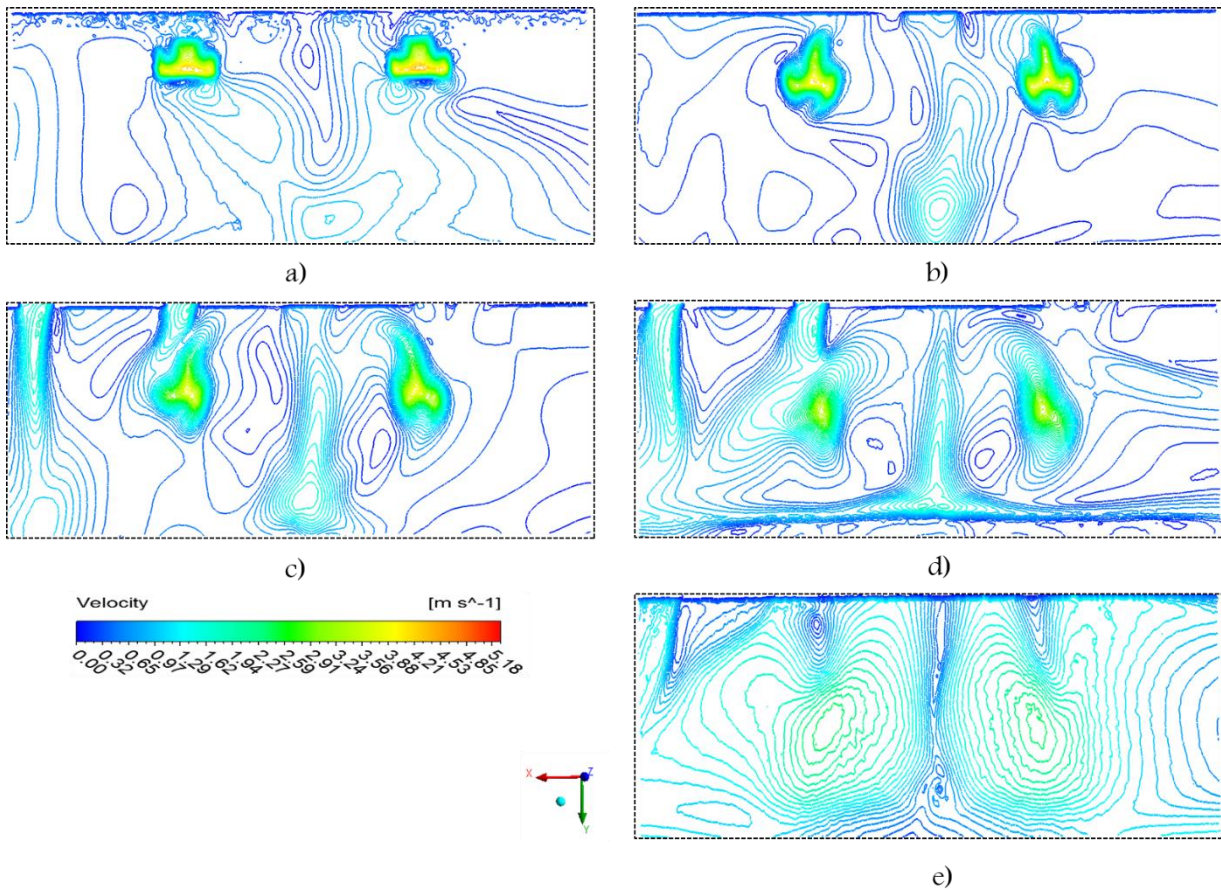 a)
b)
c)
d)
Velocity
[m s^-1]
0.00
0.32
0.65
0.97
1.29
1.62
1.94
2.27
2.59
2.91
3.24
3.56
3.88
4.21
4.53
4.85
5.18
X
Z
Y
e)